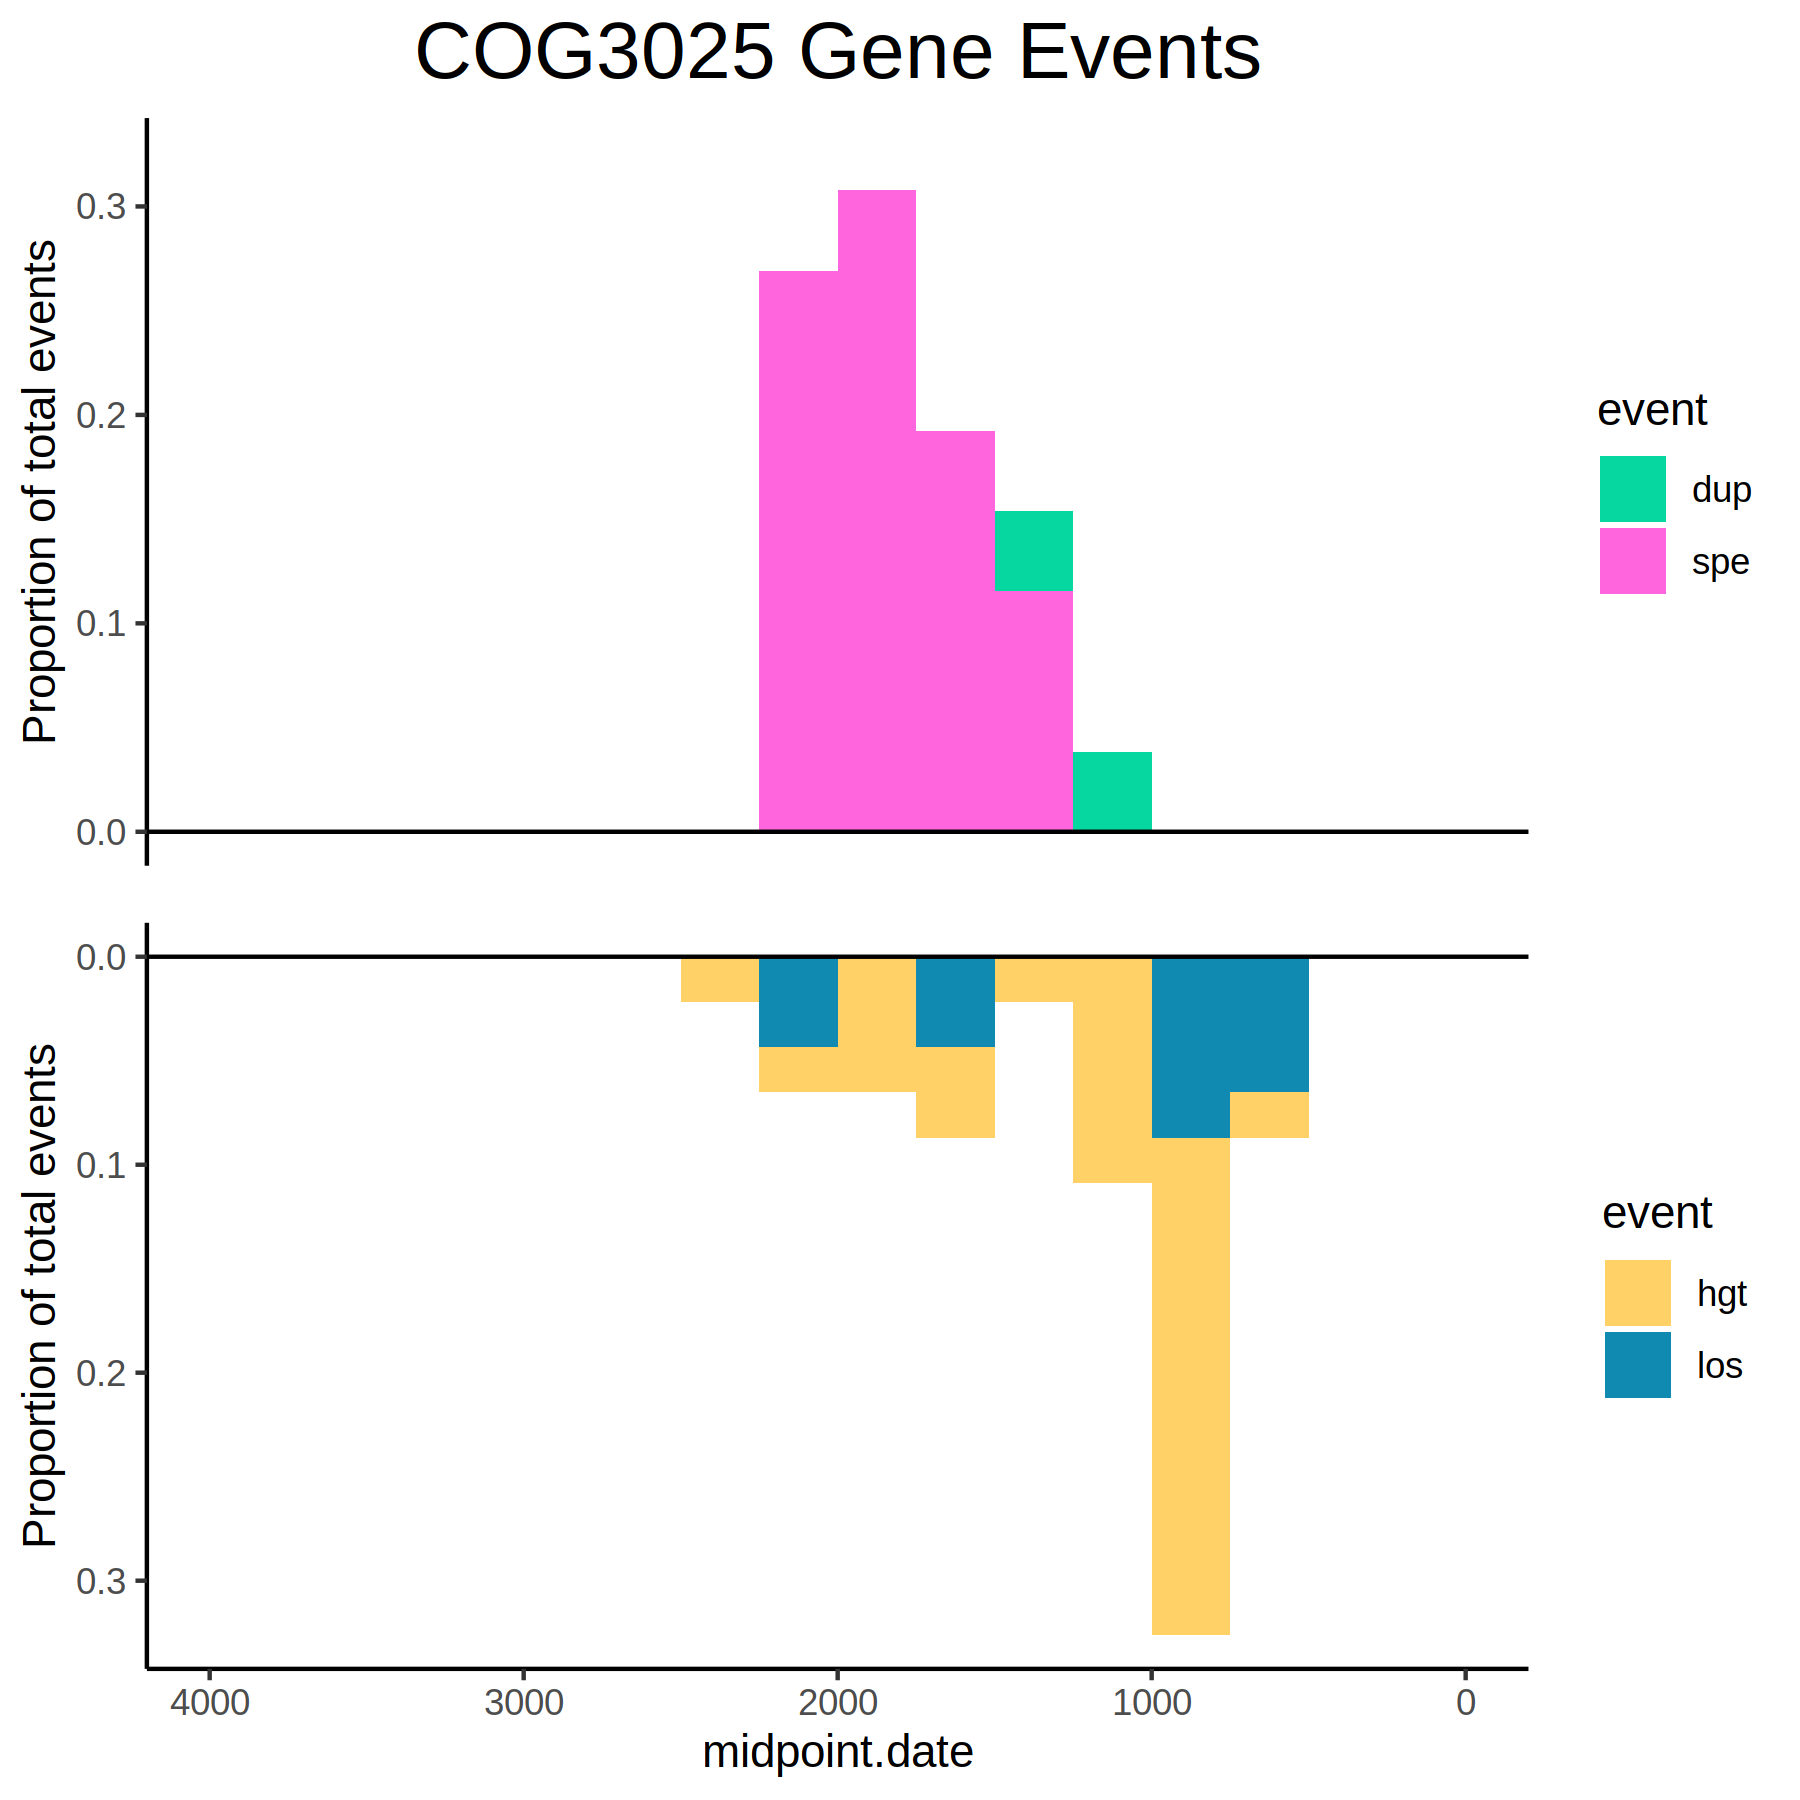 COG3025 Gene Events
Proportion of total events
0.3
0.2
0.1
0.0
event
dup
spe
Proportion of total events
0.0
0.1
0.2
0.3
event
hgt
los
4000 3000 2000 1000 0
midpoint.date